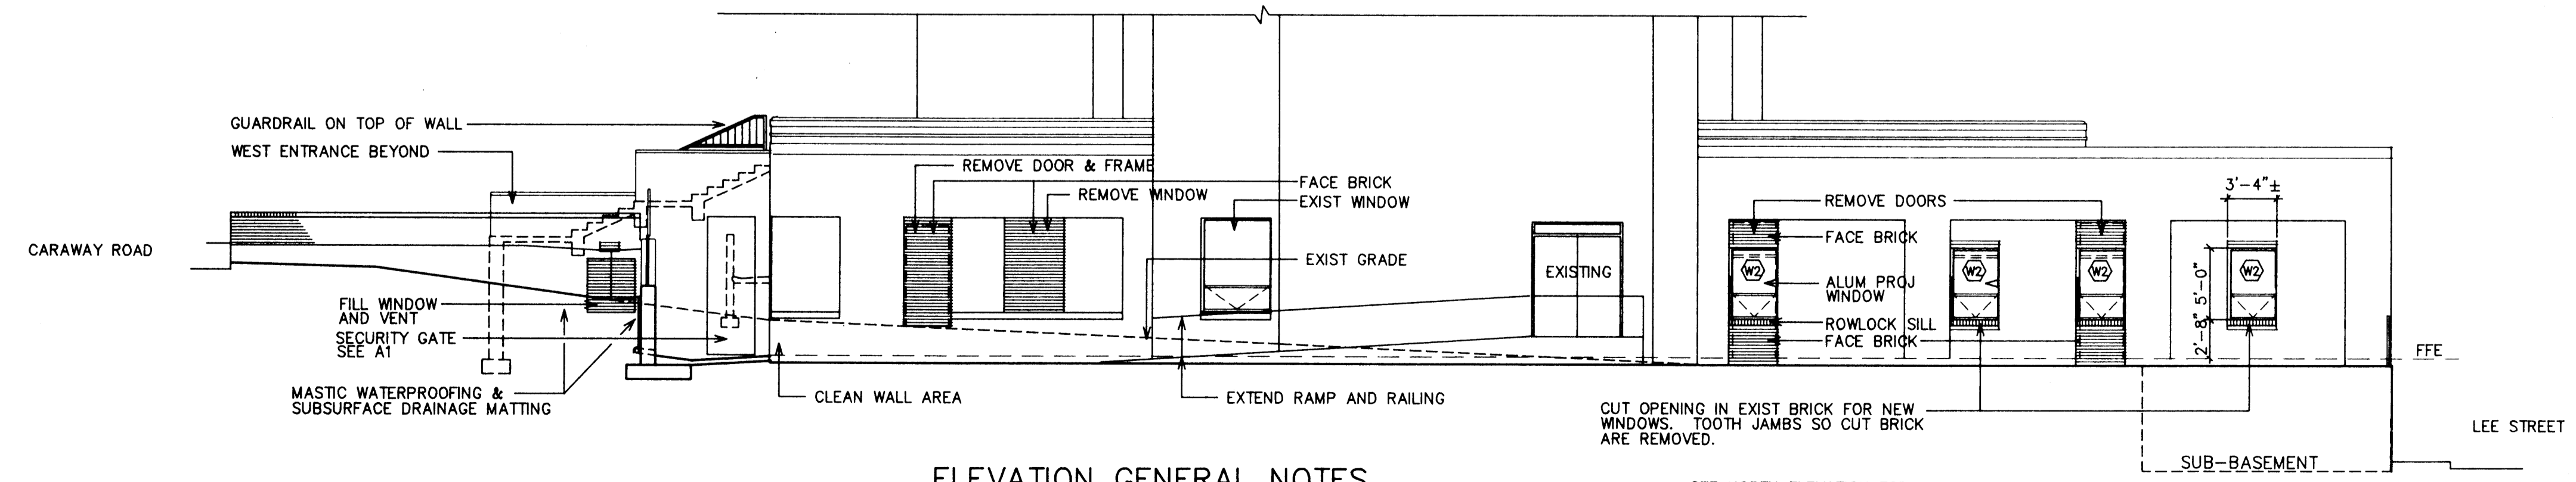 GUARDRAIL ON TOP OF WALL
WEST ENTRANCE BEYOND
CARAWAY ROAD
FILL WINDOW
AND VENT
SECURITY GATE
SEE A1
MASTIC WATERPROOFING &
SUBSURFACE DRAINAGE MATTING
CLEAN WALL AREA
REMOVE DOOR & FRAME
REMOVE WINDOW
FACE BRICK
EXIST WINDOW
EXIST GRADE
EXTEND RAMP AND RAILING
EXISTING
REMOVE DOORS
FACE BRICK
ALUM PROJ
WINDOW
ROWLOCK SILL
FACE BRICK
W2
W2
W2
W2
3'-4"±
5'-0"
2'-8"
FFE
CUT OPENING IN EXIST BRICK FOR NEW
WINDOWS. TOOTH JAMBS SO CUT BRICK
ARE REMOVED.
LEE STREET
SUB-BASEMENT
ELEVATION GENERAL NOTES